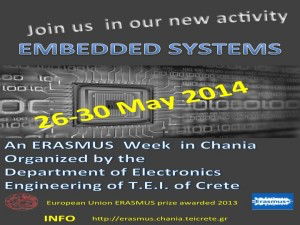 Join us in our new activity
EMBEDDED SYSTEMS
26-30 May 2014
An ERASMUS Week in Chania
Organized by the
Department of Electronics
Engineering of T.E.I. of Crete
European Union ERASMUS prize awarded 2013
Erasmus
INFO http://erasmus.chania.teicrete.gr